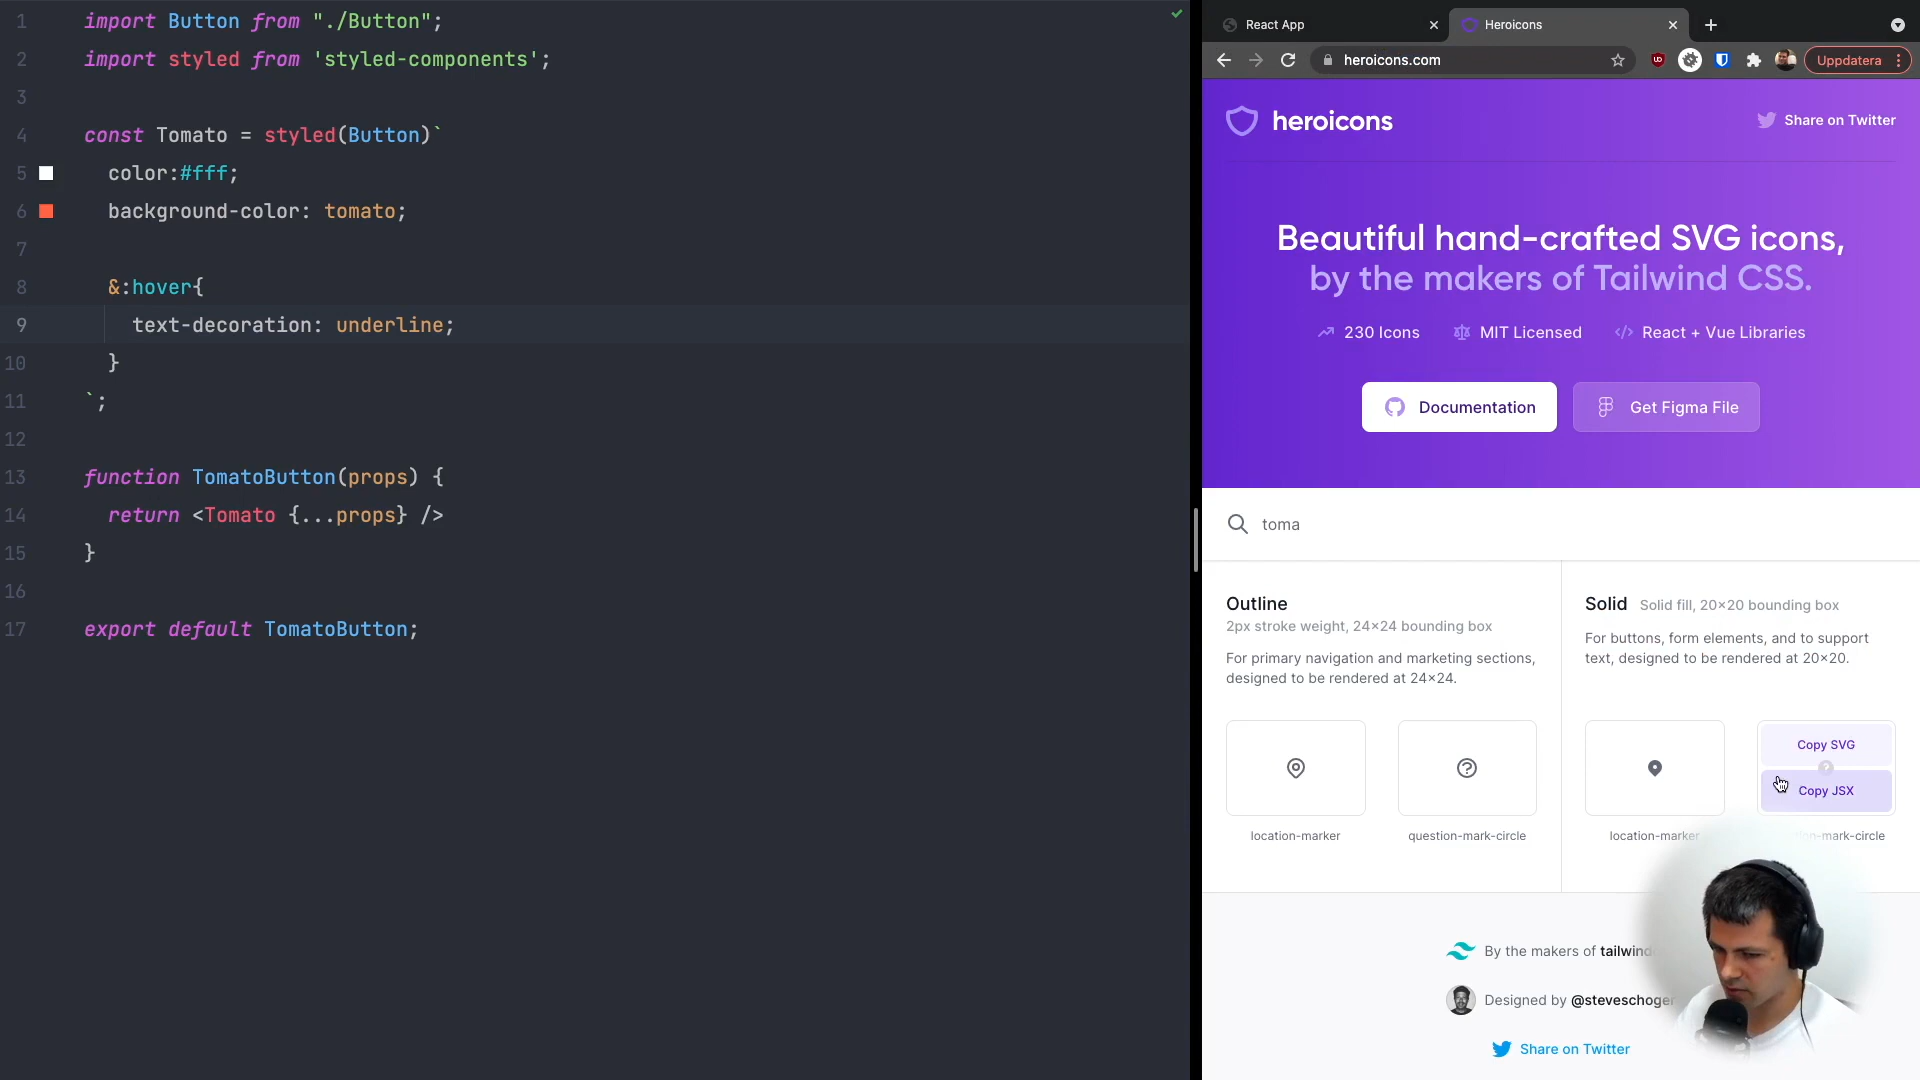 1 import Button from "./Button";
2 import styled from 'styled-components';
3
4 const Tomato = styled(Button)`
5 color:#fff;
6 background-color: tomato;
7
8 &:hover{
9 text-decoration: underline;
10 }
11 `;
12
13 function TomatoButton(props) {
14 return <Tomato {...props} />
15 }
16
17 export default TomatoButton;
React App
Heroicons
heroicons.com
Uppdatera
heroicons
Share on Twitter
Beautiful hand-crafted SVG icons,
by the makers of Tailwind CSS.
230 Icons
MIT Licensed
React + Vue Libraries
Documentation
Get Figma File
toma
Outline
2px stroke weight, 24×24 bounding box
For primary navigation and marketing sections,
designed to be rendered at 24×24.
Solid Solid fill, 20×20 bounding box
For buttons, form elements, and to support
text, designed to be rendered at 20×20.
Copy SVG
Copy JSX
location-marker
question-mark-circle
location-marker
-mark-circle
By the makers of tailwind
Designed by @steveschoger
Share on Twitter